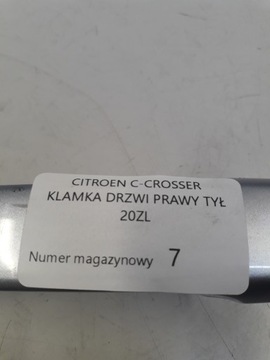 CITROEN C-CROSSER
KLAMKA DRZWI PRAWY TYŁ
20ZL
Numer magazynowy 7